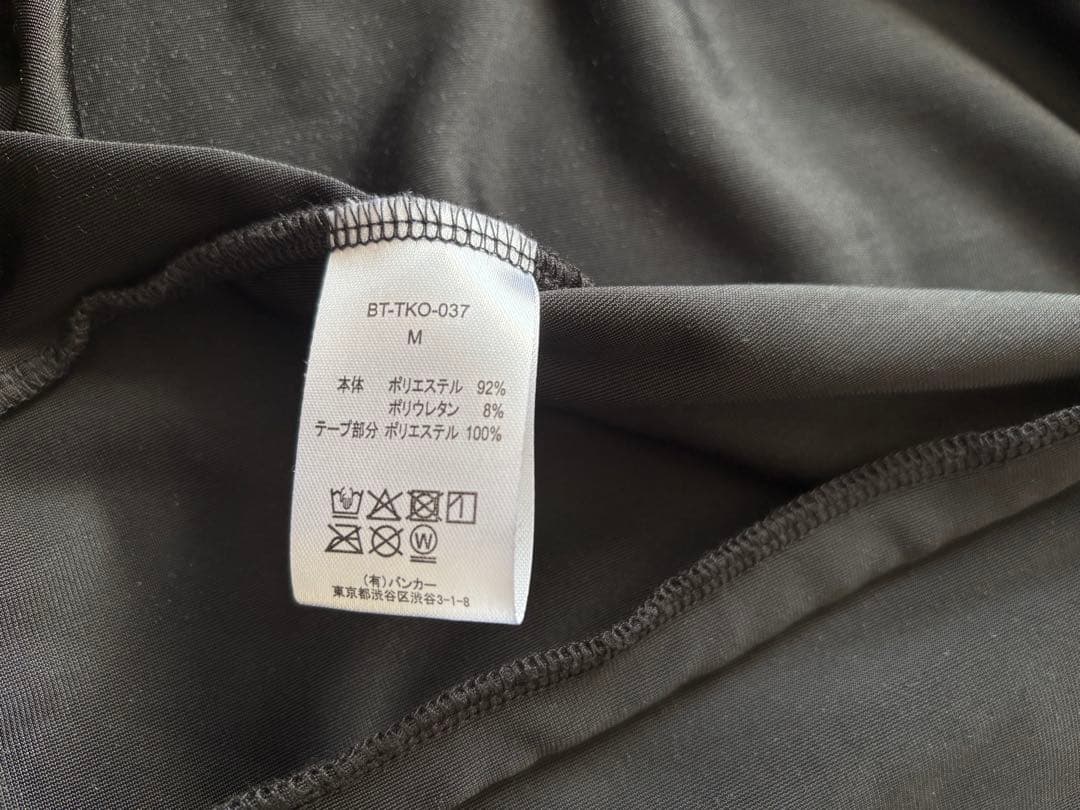 BT-TKO-037
M
本体 ポリエステル 92%
ポリウレタン 8%
テープ部分 ポリエステル 100%
W
(有)バンカー
東京都渋谷区渋谷3-1-8